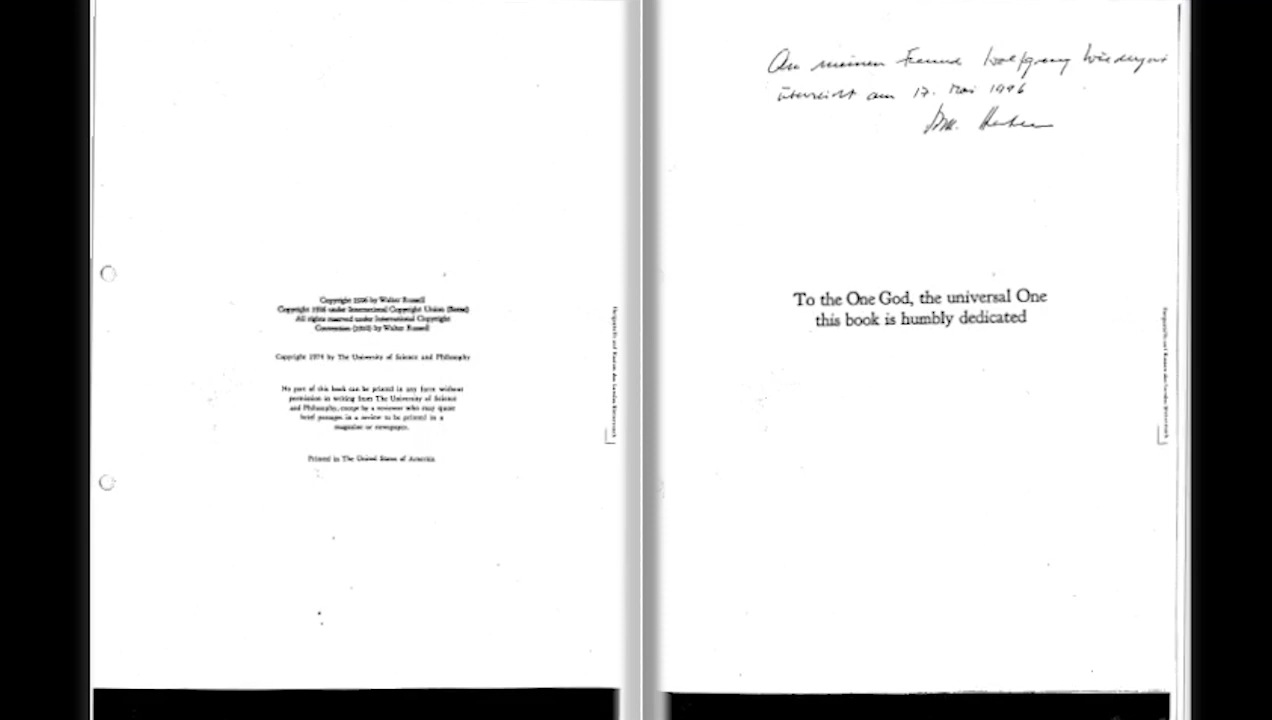 Copyright 1926 by Walter Russell
Copyright 1926 under International Copyright Union (Berne)
All rights reserved under International Copyright
Convention by Walter Russell
Copyright 1974 by The University of Science and Philosophy
No part of this book can be printed in any form without
permission in writing from The University of Science
and Philosophy, except by a reviewer who may quote
brief passages in a review to be printed in a
magazine or newspaper.
Printed in The United States of America
An meinen Freund Wolfgang
überreicht am 17. Mai 1996
To the One God, the universal One
this book is humbly dedicated